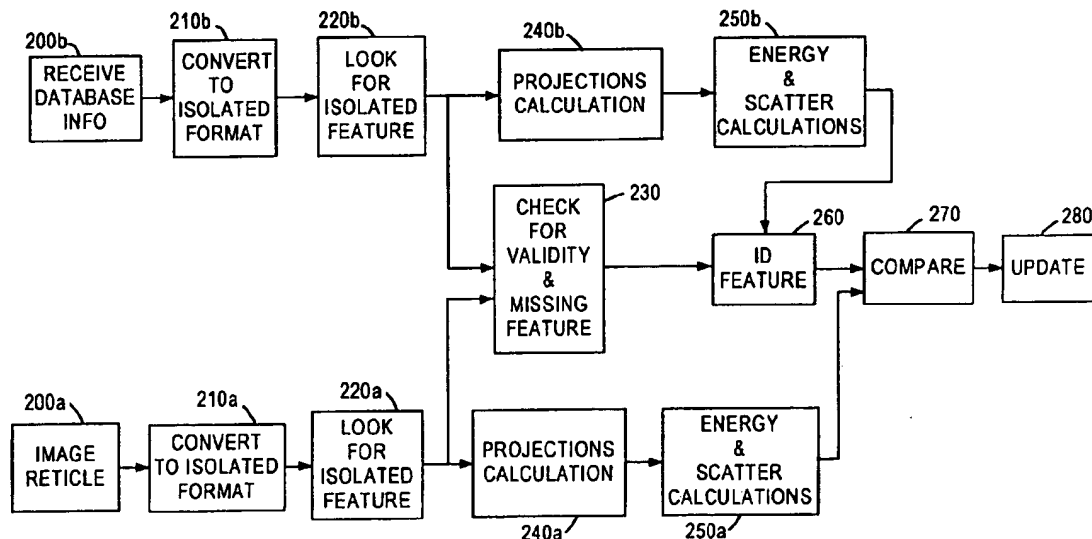 200b
RECEIVE
DATABASE
INFO
210b
CONVERT
TO
ISOLATED
FORMAT
220b
LOOK
FOR
ISOLATED
FEATURE
240b
PROJECTIONS
CALCULATION
250b
ENERGY
&
SCATTER
CALCULATIONS
230
CHECK
FOR
VALIDITY
&
MISSING
FEATURE
260
ID
FEATURE
270
COMPARE
280
UPDATE
200a
IMAGE
RETICLE
210a
CONVERT
TO ISOLATED
FORMAT
220a
LOOK
FOR
ISOLATED
FEATURE
PROJECTIONS
CALCULATION
240a
ENERGY
&
SCATTER
CALCULATIONS
250a